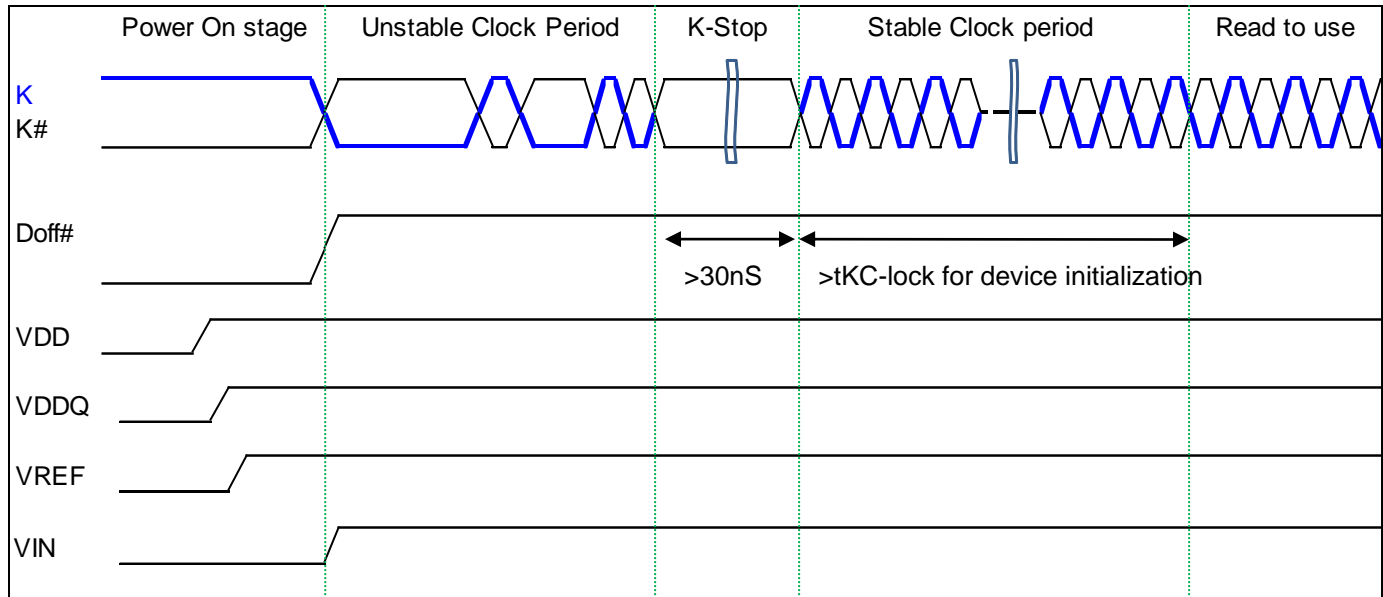 Power On stage
Unstable Clock Period
K-Stop
Stable Clock period
Read to use
K
K#
Doff#
>30nS
>tKC-lock for device initialization
VDD
VDDQ
VREF
VIN